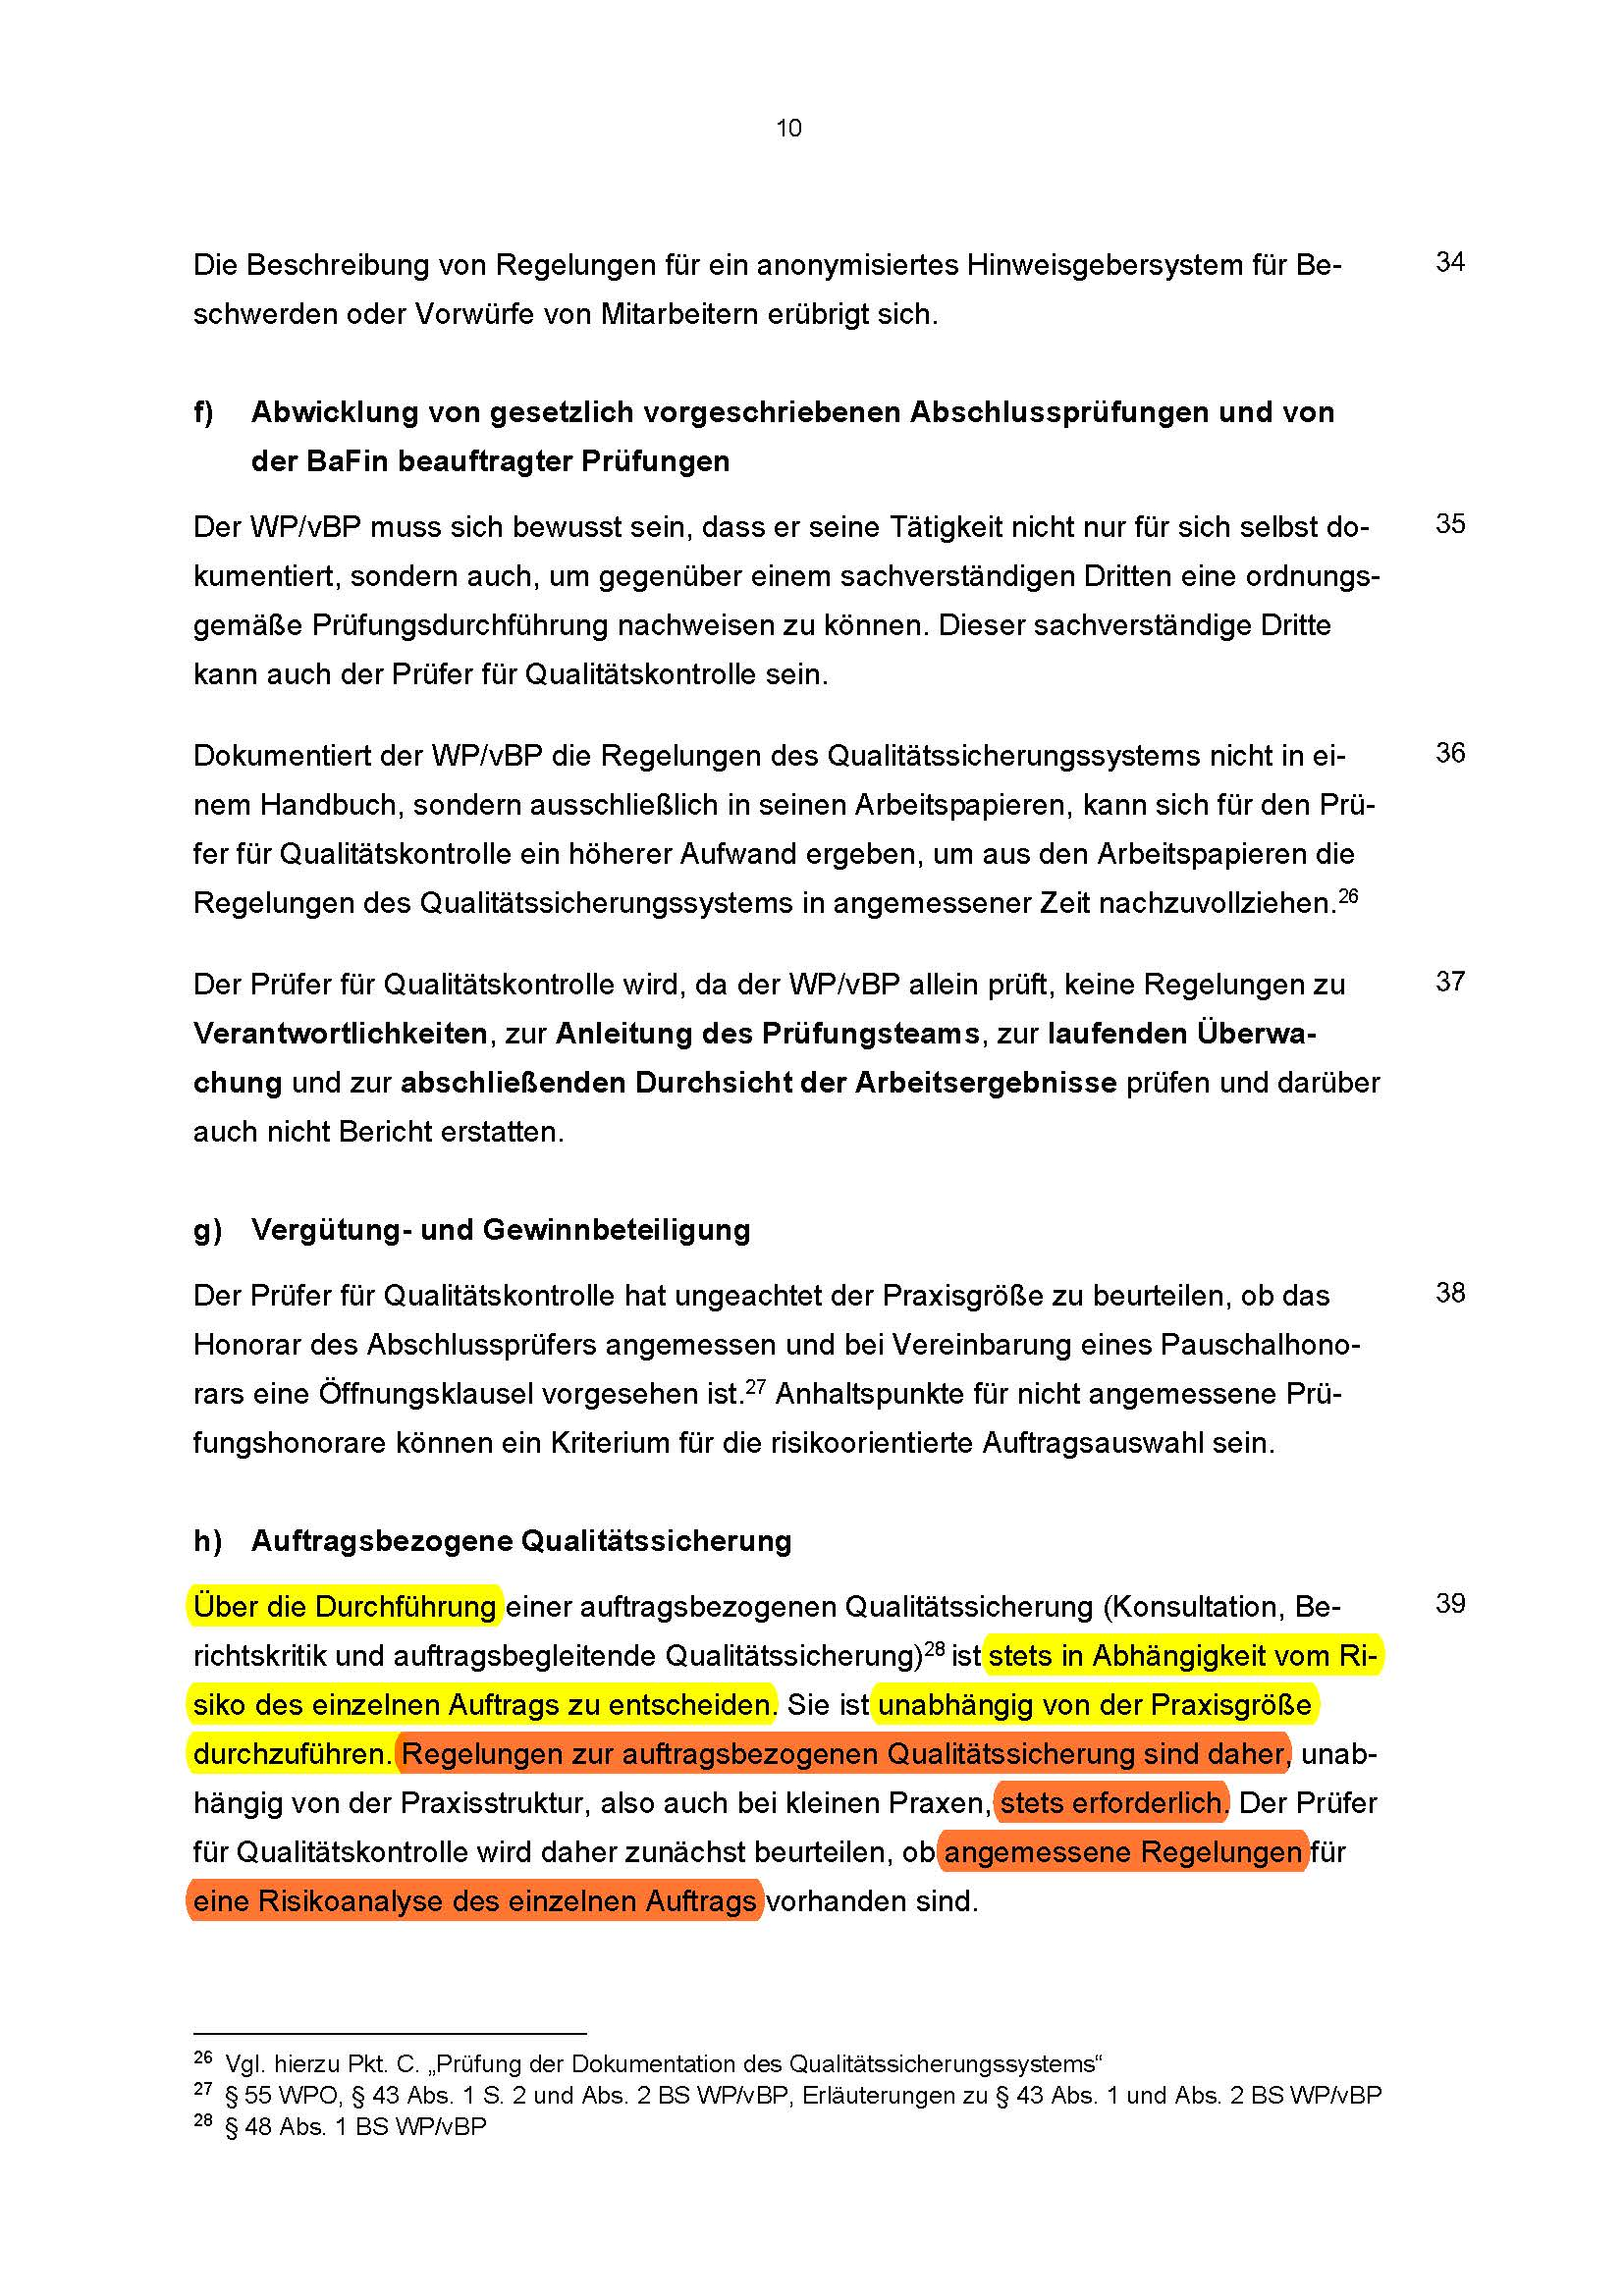 10
Die Beschreibung von Regelungen für ein anonymisiertes Hinweisgebersystem für Be- 34
schwerden oder Vorwürfe von Mitarbeitern erübrigt sich.
f) Abwicklung von gesetzlich vorgeschriebenen Abschlussprüfungen und von
der BaFin beauftragter Prüfungen
Der WP/vBP muss sich bewusst sein, dass er seine Tätigkeit nicht nur für sich selbst do- 35
kumentiert, sondern auch, um gegenüber einem sachverständigen Dritten eine ordnungs-
gemäße Prüfungsdurchführung nachweisen zu können. Dieser sachverständige Dritte
kann auch der Prüfer für Qualitätskontrolle sein.
Dokumentiert der WP/vBP die Regelungen des Qualitätssicherungssystems nicht in ei- 36
nem Handbuch, sondern ausschließlich in seinen Arbeitspapieren, kann sich für den Prü-
fer für Qualitätskontrolle ein höherer Aufwand ergeben, um aus den Arbeitspapieren die
Regelungen des Qualitätssicherungssystems in angemessener Zeit nachzuvollziehen.26
Der Prüfer für Qualitätskontrolle wird, da der WP/vBP allein prüft, keine Regelungen zu 37
Verantwortlichkeiten, zur Anleitung des Prüfungsteams, zur laufenden Überwa-
chung und zur abschließenden Durchsicht der Arbeitsergebnisse prüfen und darüber
auch nicht Bericht erstatten.
g) Vergütung- und Gewinnbeteiligung
Der Prüfer für Qualitätskontrolle hat ungeachtet der Praxisgröße zu beurteilen, ob das 38
Honorar des Abschlussprüfers angemessen und bei Vereinbarung eines Pauschalhono-
rars eine Öffnungsklausel vorgesehen ist.27 Anhaltspunkte für nicht angemessene Prü-
fungshonorare können ein Kriterium für die risikoorientierte Auftragsauswahl sein.
h) Auftragsbezogene Qualitätssicherung
Über die Durchführung einer auftragsbezogenen Qualitätssicherung (Konsultation, Be- 39
richtskritik und auftragsbegleitende Qualitätssicherung)28 ist stets in Abhängigkeit vom Ri-
siko des einzelnen Auftrags zu entscheiden. Sie ist unabhängig von der Praxisgröße
durchzuführen. Regelungen zur auftragsbezogenen Qualitätssicherung sind daher, unab-
hängig von der Praxisstruktur, also auch bei kleinen Praxen, stets erforderlich. Der Prüfer
für Qualitätskontrolle wird daher zunächst beurteilen, ob angemessene Regelungen für
eine Risikoanalyse des einzelnen Auftrags vorhanden sind.
26 Vgl. hierzu Pkt. C. „Prüfung der Dokumentation des Qualitätssicherungssystems“
27 § 55 WPO, § 43 Abs. 1 S. 2 und Abs. 2 BS WP/vBP, Erläuterungen zu § 43 Abs. 1 und Abs. 2 BS WP/vBP
28 § 48 Abs. 1 BS WP/vBP